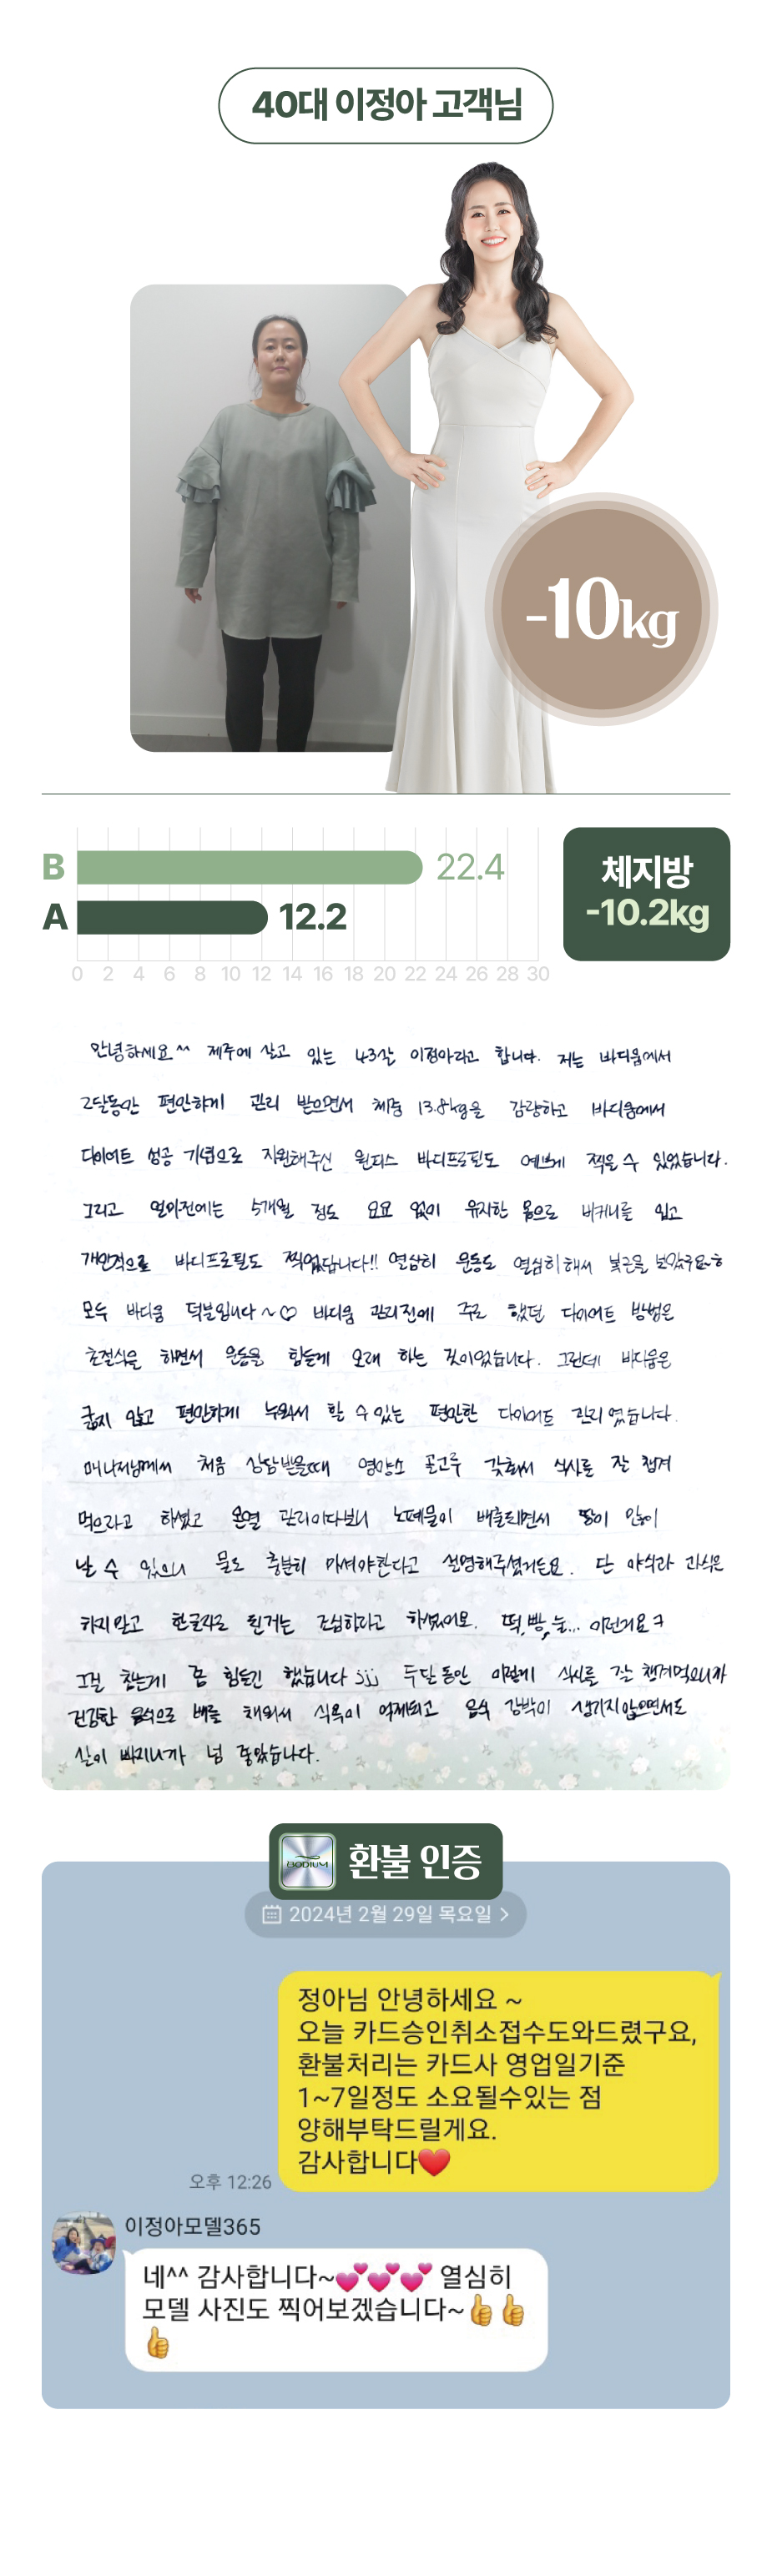 40대 이정아 고객님
-10kg
B 22.4
A 12.2
0 2 4 6 8 10 12 14 16 18 20 22 24 26 28 30
체지방
-10.2kg
안녕하세요^^ 제주에 살고 있는 43살 이정아라고 합니다. 저는 바디움에서
2달동안 편안하게 관리 받으면서 체중 13.8kg을 감량하고 바디움에서
다이어트 성공 기념으로 지원해주신 원피스 바디프로필도 예쁘게 찍을 수 있었습니다.
그리고 얼마전에는 5개월 정도 요요 없이 유지한 몸으로 비키니를 입고
개인적으로 바디프로필도 찍었답니다!! 열심히 운동도 열심히 해서 복근을
모두 바디움 덕분입니다~♡ 바디움 관리전에 주로 했던 다이어트 방법은
초절식을 하면서 운동을 힘들게 오래 하는 것이었습니다. 그런데 바디움은
굶지 않고 편안하게 누워서 할 수 있는 편안한 다이어트 관리였습니다.
매니저님께서 처음 상담받을때 영양소 골고루 갖춰서 식사를 잘 챙겨
먹으라고 하셨고 온열 관리이다보니 노폐물이 배출되면서 땀이 많이
날 수 있으니 물도 충분히 마셔야한다고 설명해주셨거든요. 단 야식과 과식은
하지말고 한글자로 된거는 조심하라고 하셨어요. 떡, 빵, 술... 이런거요ㅋ
그걸 참는게 좀 힘들긴 했습니다 두달동안 이렇게 식사를 잘 챙겨먹으니까
건강한 음식으로 배를 채워서 식욕이 억제되고 음식 강박이 생기지않으면서도
살이 빠지니까 넘 좋았습니다.
BODIUM 환불 인증
2024년 2월 29일 목요일 >
정아님 안녕하세요 ~
오늘 카드승인취소접수도와드렸구요,
환불처리는 카드사 영업일기준
1~7일정도 소요될수있는 점
양해부탁드릴게요.
감사합니다❤️
오후 12:26
이정아모델365
네^^ 감사합니다~💕💕💕 열심히
모델 사진도 찍어보겠습니다~👍👍
👍